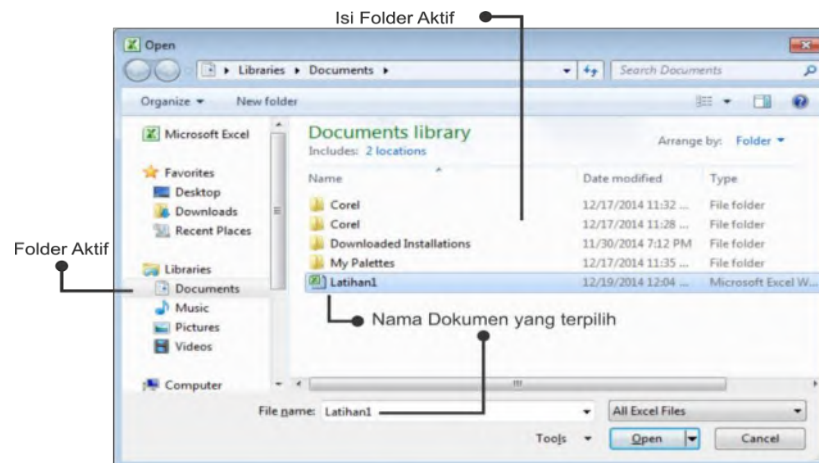 Isi Folder Aktif
Open
Libraries Documents
Search Documents
Organize New folder
Microsoft Excel
Favorites
Desktop
Downloads
Recent Places
Folder Aktif
Libraries
Documents
Music
Pictures
Videos
Computer
Documents library
Includes: 2 locations
Arrange by: Folder
Name Date modified Type
Corel 12/17/2014 11:32 ... File folder
Corel 12/17/2014 11:28 ... File folder
Downloaded Installations 11/30/2014 7:12 PM File folder
My Palettes 12/17/2014 11:35 ... File folder
Latihan1 12/19/2014 12:04 ... Microsoft Excel W...
Nama Dokumen yang terpilih
File name: Latihan1 All Excel Files
Tools Open Cancel